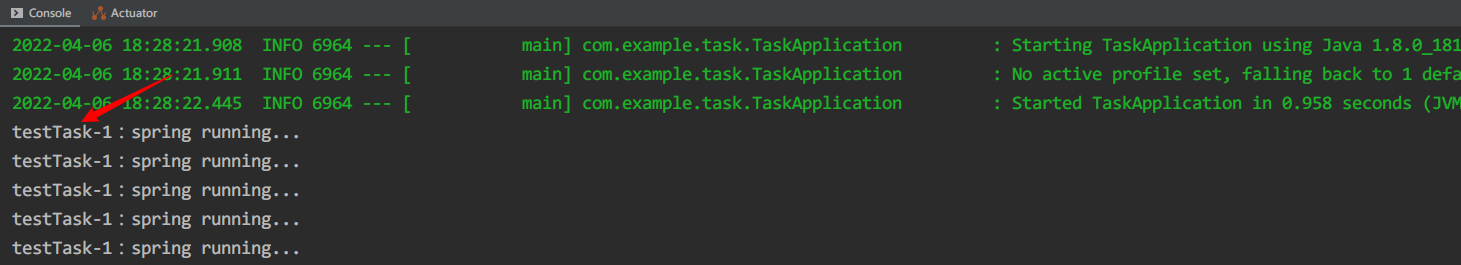 Console Actuator
2022-04-06 18:28:21.908  INFO 6964 --- [           main] com.example.task.TaskApplication         : Starting TaskApplication using Java 1.8.0_181
2022-04-06 18:28:21.911  INFO 6964 --- [           main] com.example.task.TaskApplication         : No active profile set, falling back to 1 defa
2022-04-06 18:28:22.445  INFO 6964 --- [           main] com.example.task.TaskApplication         : Started TaskApplication in 0.958 seconds (JVM
testTask-1：spring running...
testTask-1：spring running...
testTask-1：spring running...
testTask-1：spring running...
testTask-1：spring running...